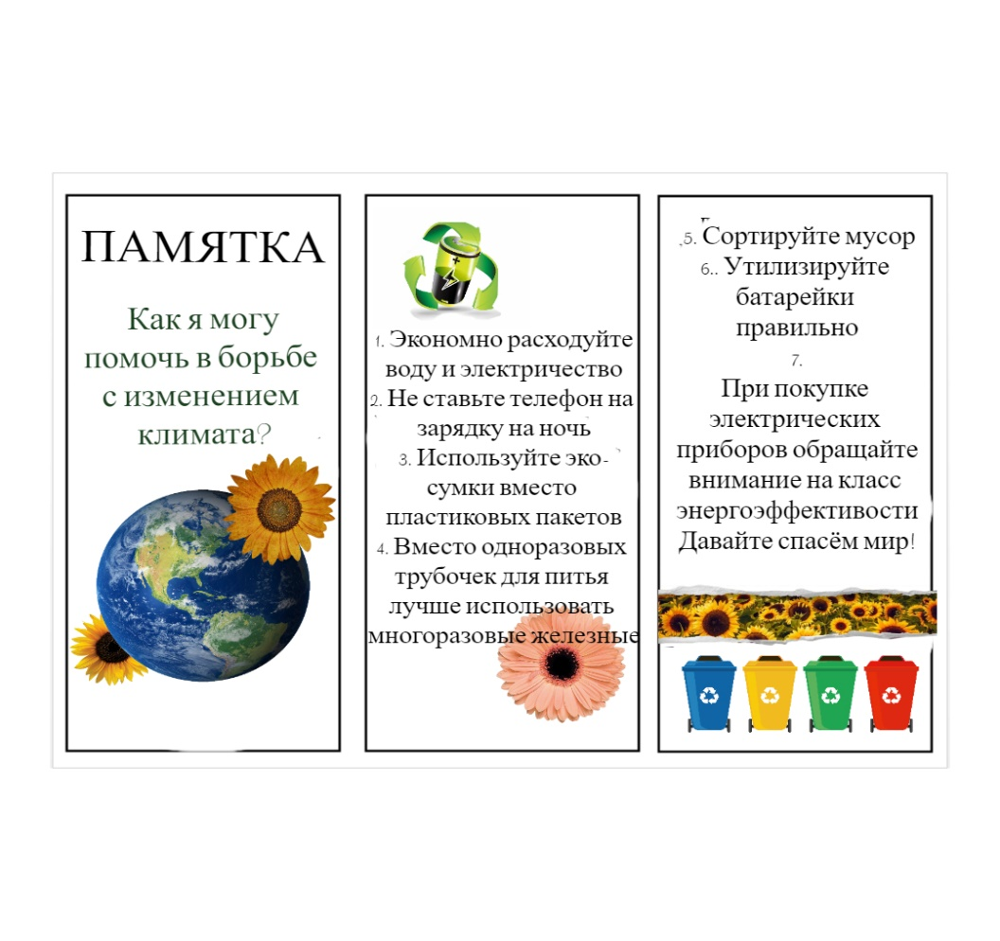 ПАМЯТКА
Как я могу
помочь в борьбе
с изменением
климата?
1. Экономно расходуйте
воду и электричество
2. Не ставьте телефон на
зарядку на ночь
3. Используйте эко-
сумки вместо
пластиковых пакетов
4. Вместо одноразовых
трубочек для питья
лучше использовать
многоразовые железные
.5. Сортируйте мусор
6.. Утилизируйте
батарейки
правильно
7.
При покупке
электрических
приборов обращайте
внимание на класс
энергоэффективости
Давайте спасём мир!